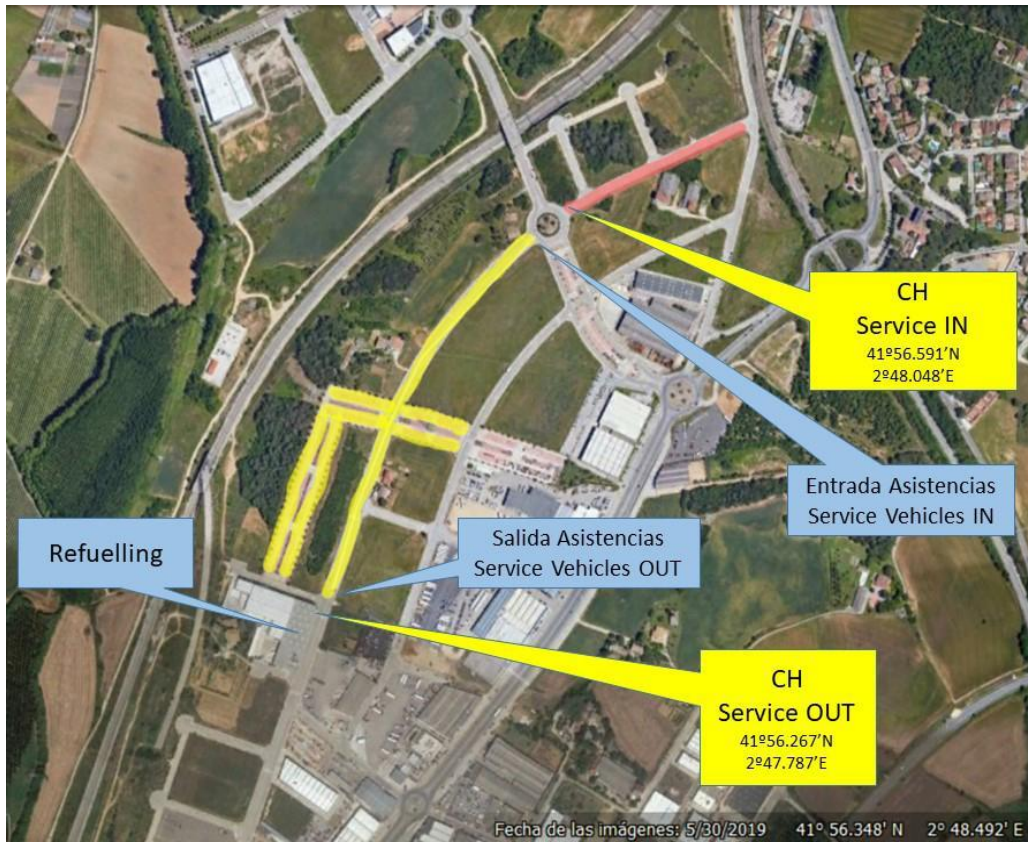 CH
Service IN
41º56.591’N
2º48.048’E
Entrada Asistencias
Service Vehicles IN
Refuelling
Salida Asistencias
Service Vehicles OUT
CH
Service OUT
41º56.267’N
2º47.787’E
Fecha de las imágenes: 5/30/2019 41° 56.348' N 2° 48.492' E